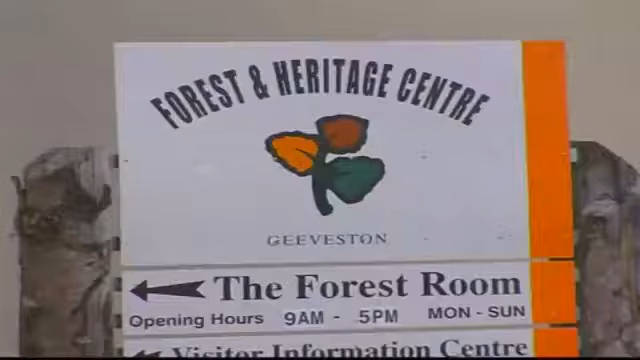 FOREST & HERITAGE CENTRE
GEEVESTON
The Forest Room
Opening Hours 9AM - 5PM MON - SUN
Visitor Information Centre